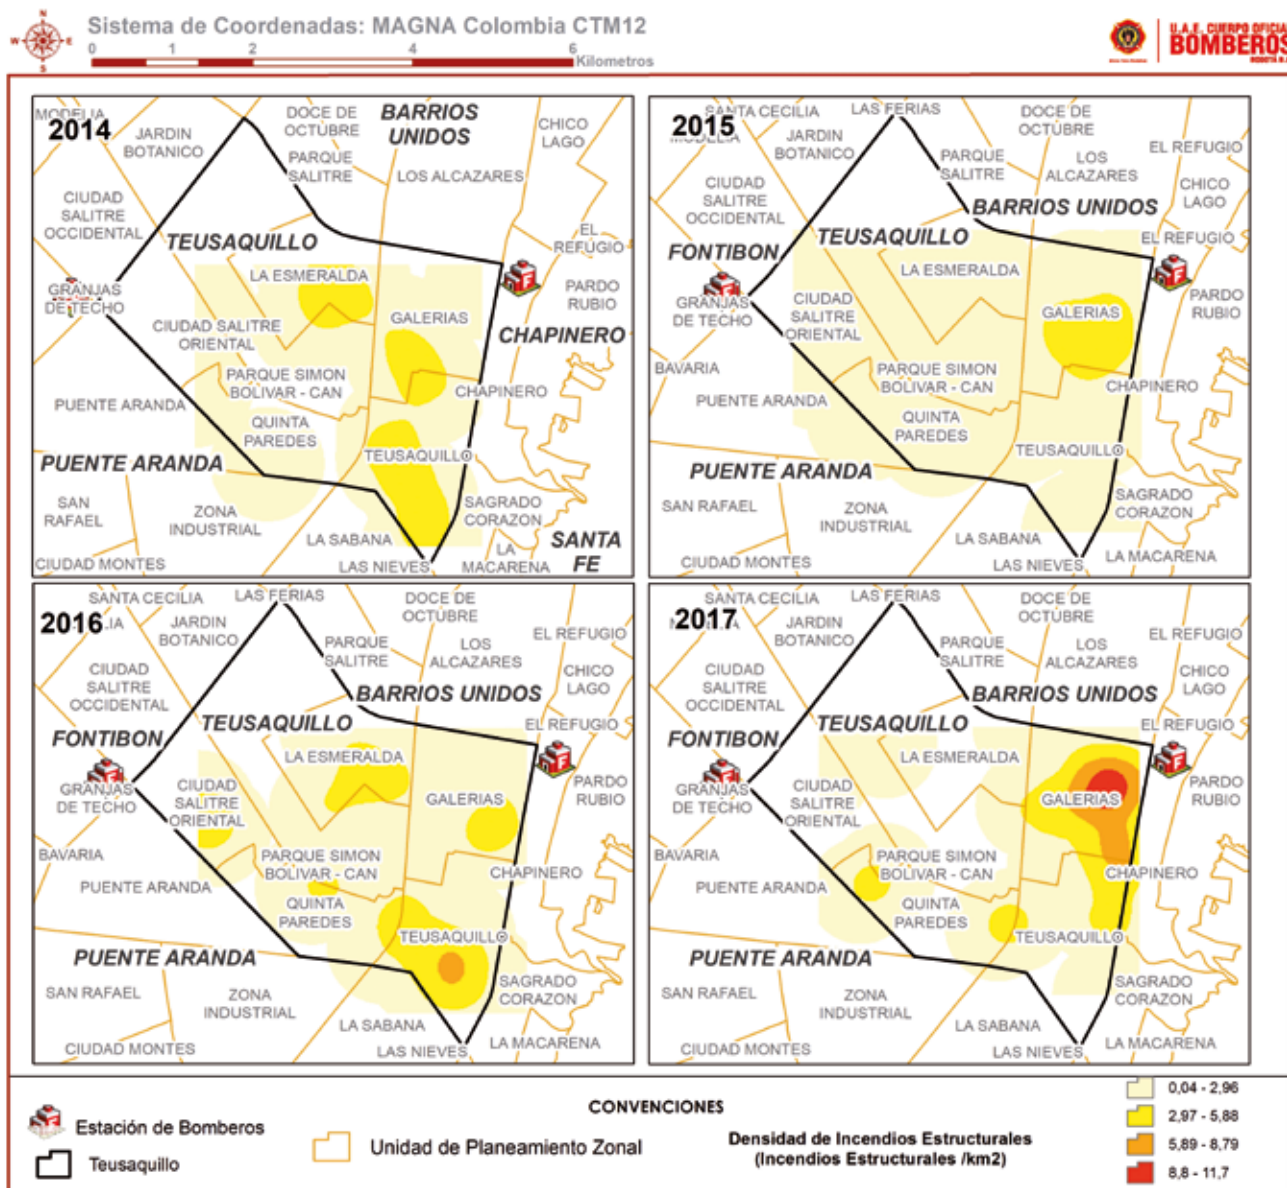 N
W E
S
Sistema de Coordenadas: MAGNA Colombia CTM12
0 1 2 4 6
Kilometros
U.A.E. CUERPO OFICIAL
BOMBEROS
2014
DOCE DE
OCTUBRE
BARRIOS
UNIDOS
CHICO
LAGO
JARDIN
BOTANICO
PARQUE
SALITRE
LOS ALCAZARES
CIUDAD
SALITRE
OCCIDENTAL
TEUSAQUILLO
EL
REFUGIO
LA ESMERALDA
GRANJAS
DE TECHO
PARDO
RUBIO
GALERIAS
CIUDAD SALITRE
ORIENTAL
CHAPINERO
PARQUE SIMON
BOLIVAR - CAN
CHAPINERO
PUENTE ARANDA
QUINTA
PAREDES
TEUSAQUILLO
PUENTE ARANDA
SAN
RAFAEL
ZONA
INDUSTRIAL
SAGRADO
CORAZON
LA SABANA
SANTA
FE
LA
MACARENA
CIUDAD MONTES
LAS NIEVES
2015
SANTA CECILIA
LAS FERIAS
DOCE DE
OCTUBRE
JARDIN
BOTANICO
PARQUE
SALITRE
LOS
ALCAZARES
EL REFUGIO
CIUDAD
SALITRE
OCCIDENTAL
CHICO
LAGO
BARRIOS UNIDOS
TEUSAQUILLO
EL REFUGIO
FONTIBON
LA ESMERALDA
GRANJAS
DE TECHO
CIUDAD
SALITRE
ORIENTAL
GALERIAS
PARDO
RUBIO
BAVARIA
PARQUE SIMON
BOLIVAR - CAN
CHAPINERO
PUENTE ARANDA
QUINTA
PAREDES
TEUSAQUILLO
PUENTE ARANDA
SAN RAFAEL
ZONA
INDUSTRIAL
SAGRADO
CORAZON
LA SABANA
LA MACARENA
CIUDAD MONTES
LAS NIEVES
2016
SANTA CECILIA
LAS FERIAS
DOCE DE
OCTUBRE
JARDIN
BOTANICO
PARQUE
SALITRE
LOS
ALCAZARES
EL REFUGIO
CIUDAD
SALITRE
OCCIDENTAL
CHICO
LAGO
BARRIOS UNIDOS
TEUSAQUILLO
EL REFUGIO
FONTIBON
LA ESMERALDA
GRANJAS
DE TECHO
CIUDAD
SALITRE
ORIENTAL
GALERIAS
PARDO
RUBIO
BAVARIA
PARQUE SIMON
BOLIVAR - CAN
CHAPINERO
PUENTE ARANDA
QUINTA
PAREDES
TEUSAQUILLO
PUENTE ARANDA
SAN RAFAEL
ZONA
INDUSTRIAL
SAGRADO
CORAZON
LA SABANA
LA MACARENA
CIUDAD MONTES
LAS NIEVES
2017
SANTA CECILIA
LAS FERIAS
DOCE DE
OCTUBRE
JARDIN
BOTANICO
PARQUE
SALITRE
LOS
ALCAZARES
EL REFUGIO
CIUDAD
SALITRE
OCCIDENTAL
CHICO
LAGO
BARRIOS UNIDOS
TEUSAQUILLO
EL REFUGIO
FONTIBON
LA ESMERALDA
GRANJAS
DE TECHO
CIUDAD
SALITRE
ORIENTAL
GALERIAS
PARDO
RUBIO
BAVARIA
PARQUE SIMON
BOLIVAR - CAN
CHAPINERO
PUENTE ARANDA
QUINTA
PAREDES
TEUSAQUILLO
PUENTE ARANDA
SAN RAFAEL
ZONA
INDUSTRIAL
SAGRADO
CORAZON
LA SABANA
LA MACARENA
CIUDAD MONTES
LAS NIEVES
CONVENCIONES
Estación de Bomberos
Teusaquillo
Unidad de Planeamiento Zonal
Densidad de Incendios Estructurales
(Incendios Estructurales /km2)
0,04 - 2,96
2,97 - 5,88
5,89 - 8,79
8,8 - 11,7